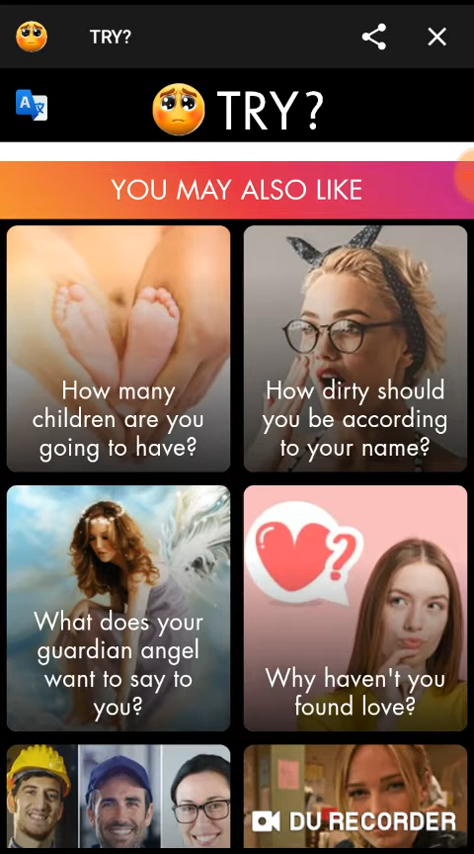 TRY?
TRY?
YOU MAY ALSO LIKE
How many
children are you
going to have?
How dirty should
you be according
to your name?
What does your
guardian angel
want to say to
you?
Why haven't you
found love?
DU RECORDER